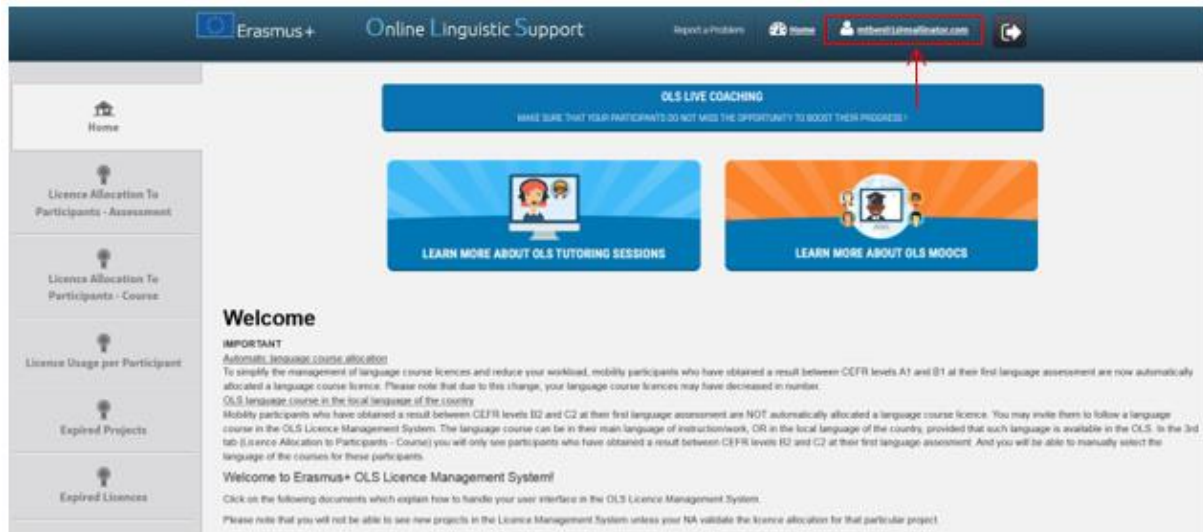 Erasmus+
Online Linguistic Support
Report a Problem
Home
OLS LIVE COACHING
MAKE SURE THAT YOUR PARTICIPANTS DO NOT MISS THE OPPORTUNITY TO BOOST THEIR PROGRESS!
Home
Licence Allocation To
Participants - Assessment
Licence Allocation To
Participants - Course
Licence Usage per Participant
Expired Projects
Expired Licences
LEARN MORE ABOUT OLS TUTORING SESSIONS
LEARN MORE ABOUT OLS MOOCS
Welcome
IMPORTANT
Automatic language course allocation
To simplify the management of language course licences and reduce your workload, mobility participants who have obtained a result between CEFR levels A1 and B1 at their first language assessment are now automatically
allocated a language course licence. Please note that due to this change, your language course licences may have decreased in number.
OLS language course in the local language of the country
Mobility participants who have obtained a result between CEFR levels B2 and C2 at their first language assessment are NOT automatically allocated a language course licence. You may invite them to follow a language
course in the OLS Licence Management System. The language course can be in their main language of instruction/work, OR in the local language of the country, provided that such language is available in the OLS. In the 3rd
tab (Licence Allocation to Participants - Course) you will only see participants who have obtained a result between CEFR levels B2 and C2 at their first language assesment. And you will be able to manually select the
language of the courses for these participants.
Welcome to Erasmus+ OLS Licence Management System!
Click on the following documents which explain how to handle your user interface in the OLS Licence Management System.
Please note that you will not be able to see new projects in the Licence Management System unless your NA validate the licence allocation for that particular project